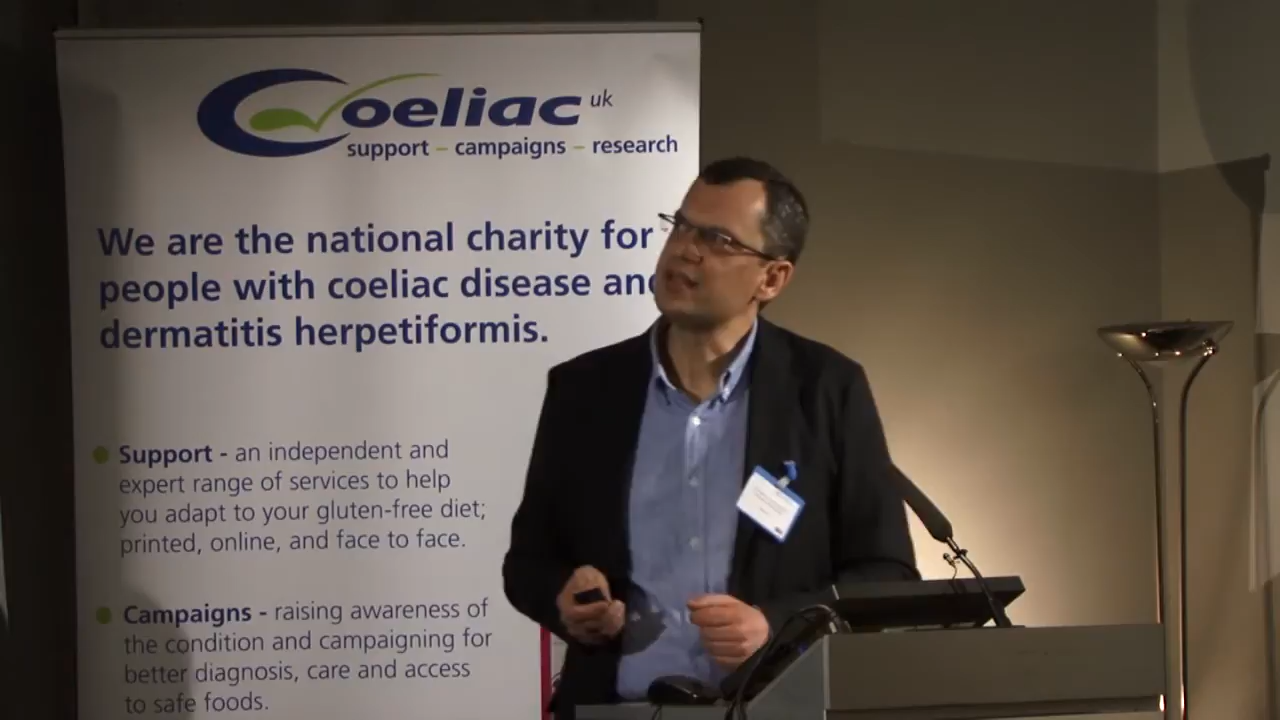 Coeliac uk
support – campaigns – research
We are the national charity for
people with coeliac disease and
dermatitis herpetiformis.
Support - an independent and
expert range of services to help
you adapt to your gluten-free diet;
printed, online, and face to face.
Campaigns - raising awareness of
the condition and campaigning for
better diagnosis, care and access
to safe foods.